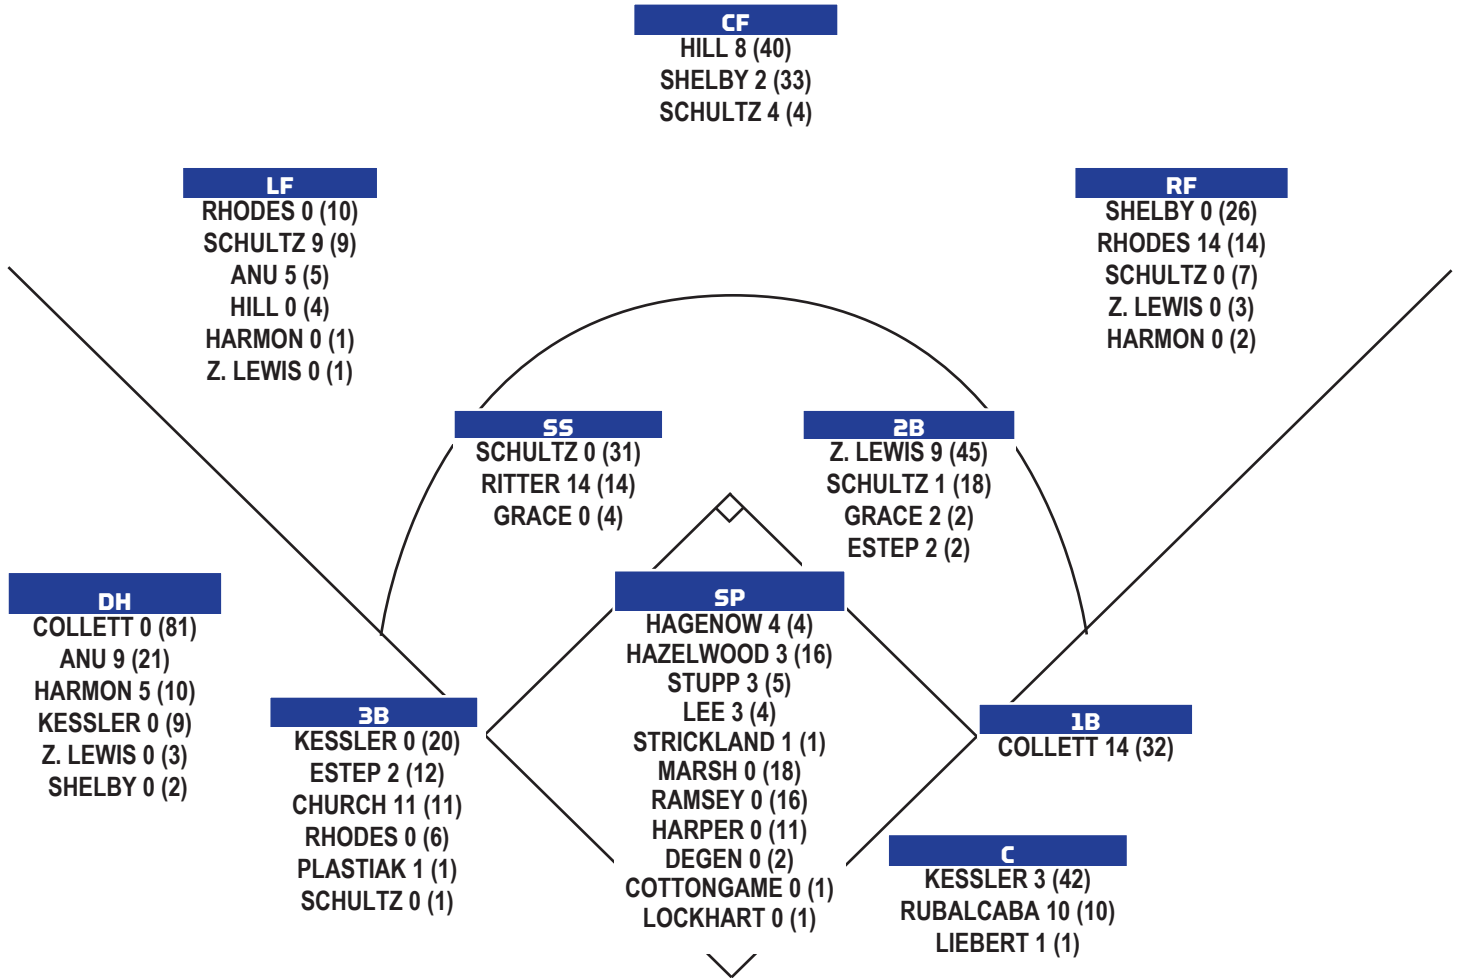 CF
HILL 8 (40)
SHELBY 2 (33)
SCHULTZ 4 (4)
LF
RHODES 0 (10)
SCHULTZ 9 (9)
ANU 5 (5)
HILL 0 (4)
HARMON 0 (1)
Z. LEWIS 0 (1)
RF
SHELBY 0 (26)
RHODES 14 (14)
SCHULTZ 0 (7)
Z. LEWIS 0 (3)
HARMON 0 (2)
SS
SCHULTZ 0 (31)
RITTER 14 (14)
GRACE 0 (4)
2B
Z. LEWIS 9 (45)
SCHULTZ 1 (18)
GRACE 2 (2)
ESTEP 2 (2)
DH
COLLETT 0 (81)
ANU 9 (21)
HARMON 5 (10)
KESSLER 0 (9)
Z. LEWIS 0 (3)
SHELBY 0 (2)
3B
KESSLER 0 (20)
ESTEP 2 (12)
CHURCH 11 (11)
RHODES 0 (6)
PLASTIAK 1 (1)
SCHULTZ 0 (1)
SP
HAGENOW 4 (4)
HAZELWOOD 3 (16)
STUPP 3 (5)
LEE 3 (4)
STRICKLAND 1 (1)
MARSH 0 (18)
RAMSEY 0 (16)
HARPER 0 (11)
DEGEN 0 (2)
COTTONGAME 0 (1)
LOCKHART 0 (1)
1B
COLLETT 14 (32)
C
KESSLER 3 (42)
RUBALCABA 10 (10)
LIEBERT 1 (1)